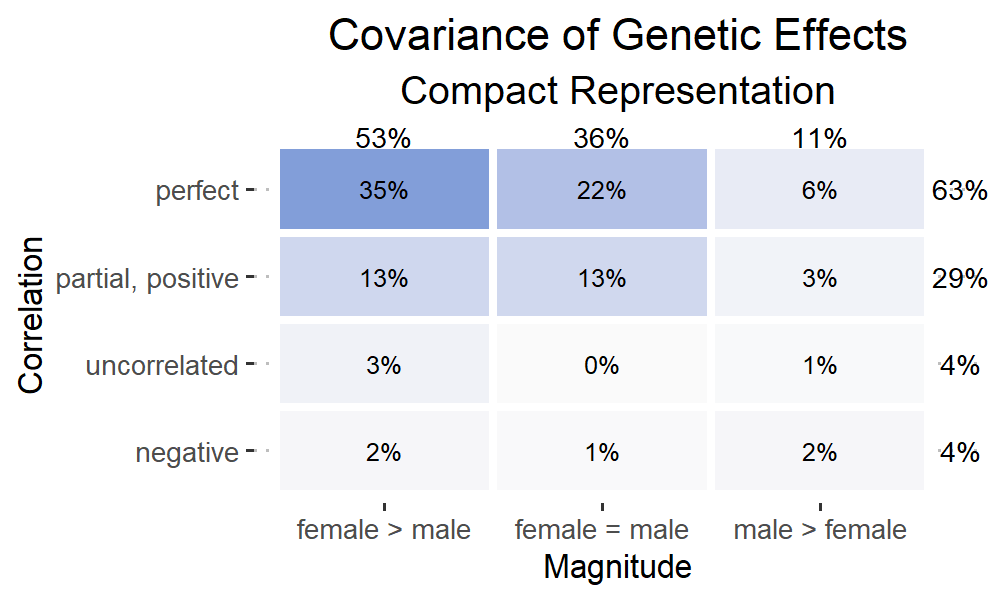 Covariance of Genetic Effects
Compact Representation
53% 36% 11%
perfect 35% 22% 6% 63%
partial, positive 13% 13% 3% 29%
uncorrelated 3% 0% 1% 4%
negative 2% 1% 2% 4%
female > male female = male male > female
Magnitude
Correlation